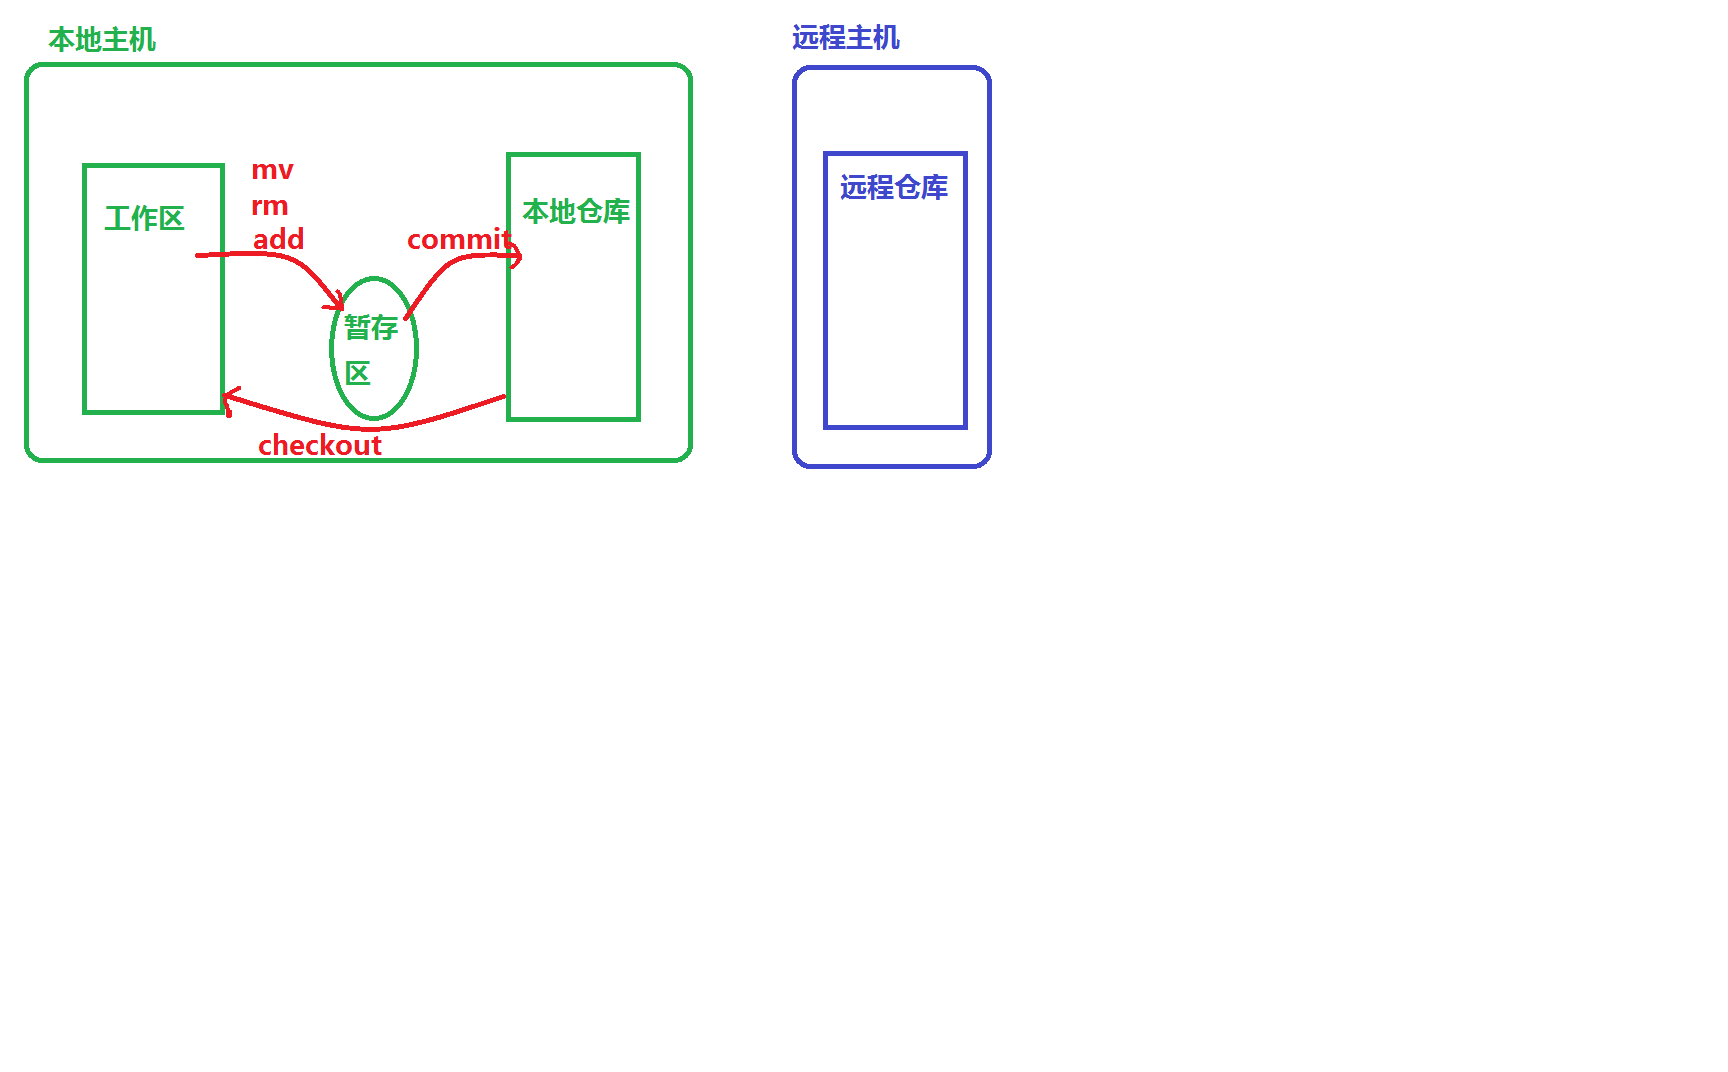 本地主机
远程主机
工作区
mv
rm
add
commit
本地仓库
暂存
区
checkout
远程仓库